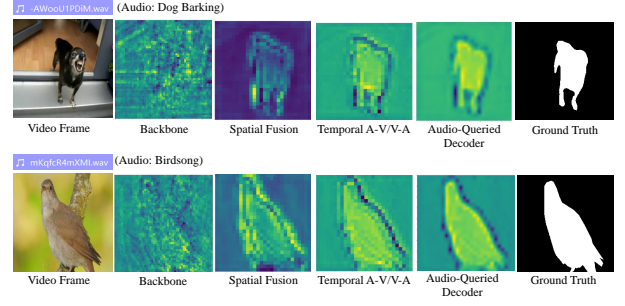 ♫ -AWooU1PDiM.wav (Audio: Dog Barking)
Video Frame Backbone Spatial Fusion Temporal A-V/V-A Audio-Queried Decoder Ground Truth
♫ mKqfcR4mXMI.wav (Audio: Birdsong)
Video Frame Backbone Spatial Fusion Temporal A-V/V-A Audio-Queried Decoder Ground Truth